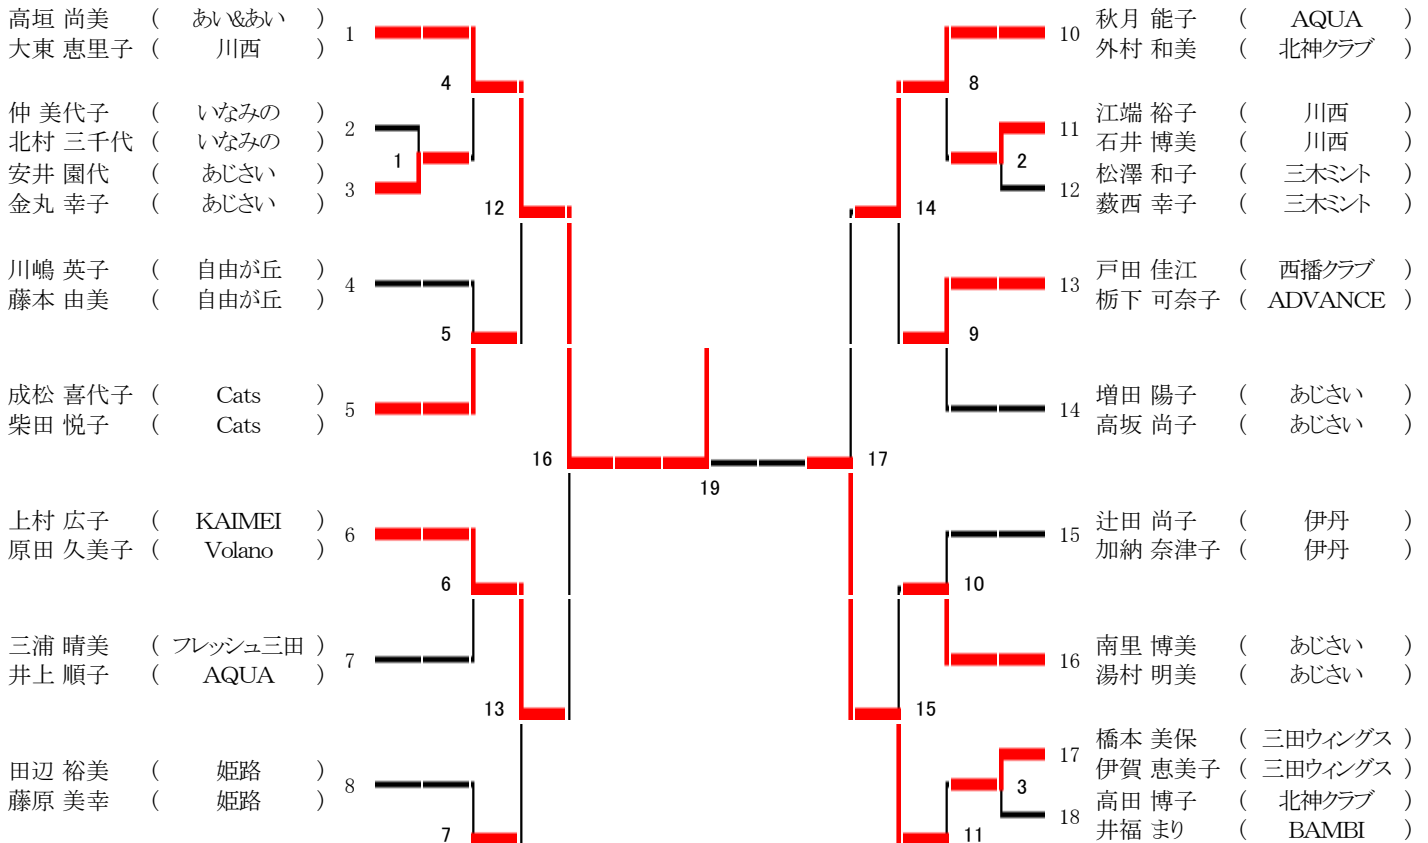 高垣 尚美 ( あい&あい )
大東 恵里子 ( 川西 )
1
4
仲 美代子 ( いなみの )
北村 三千代 ( いなみの )
2
1
安井 園代 ( あじさい )
金丸 幸子 ( あじさい )
3
12
川嶋 英子 ( 自由が丘 )
藤本 由美 ( 自由が丘 )
4
5
成松 喜代子 ( Cats )
柴田 悦子 ( Cats )
5
16
上村 広子 ( KAIMEI )
原田 久美子 ( Volano )
6
6
三浦 晴美 ( フレッシュ三田 )
井上 順子 ( AQUA )
7
13
田辺 裕美 ( 姫路 )
藤原 美幸 ( 姫路 )
8
7
19
10
秋月 能子 ( AQUA )
外村 和美 ( 北神クラブ )
8
11
江端 裕子 ( 川西 )
石井 博美 ( 川西 )
2
12
松澤 和子 ( 三木ミント )
薮西 幸子 ( 三木ミント )
14
13
戸田 佳江 ( 西播クラブ )
栃下 可奈子 ( ADVANCE )
9
14
増田 陽子 ( あじさい )
高坂 尚子 ( あじさい )
17
15
辻田 尚子 ( 伊丹 )
加納 奈津子 ( 伊丹 )
10
16
南里 博美 ( あじさい )
湯村 明美 ( あじさい )
15
17
橋本 美保 ( 三田ウィングス )
伊賀 恵美子 ( 三田ウィングス )
3
18
高田 博子 ( 北神クラブ )
井福 まり ( BAMBI )
11